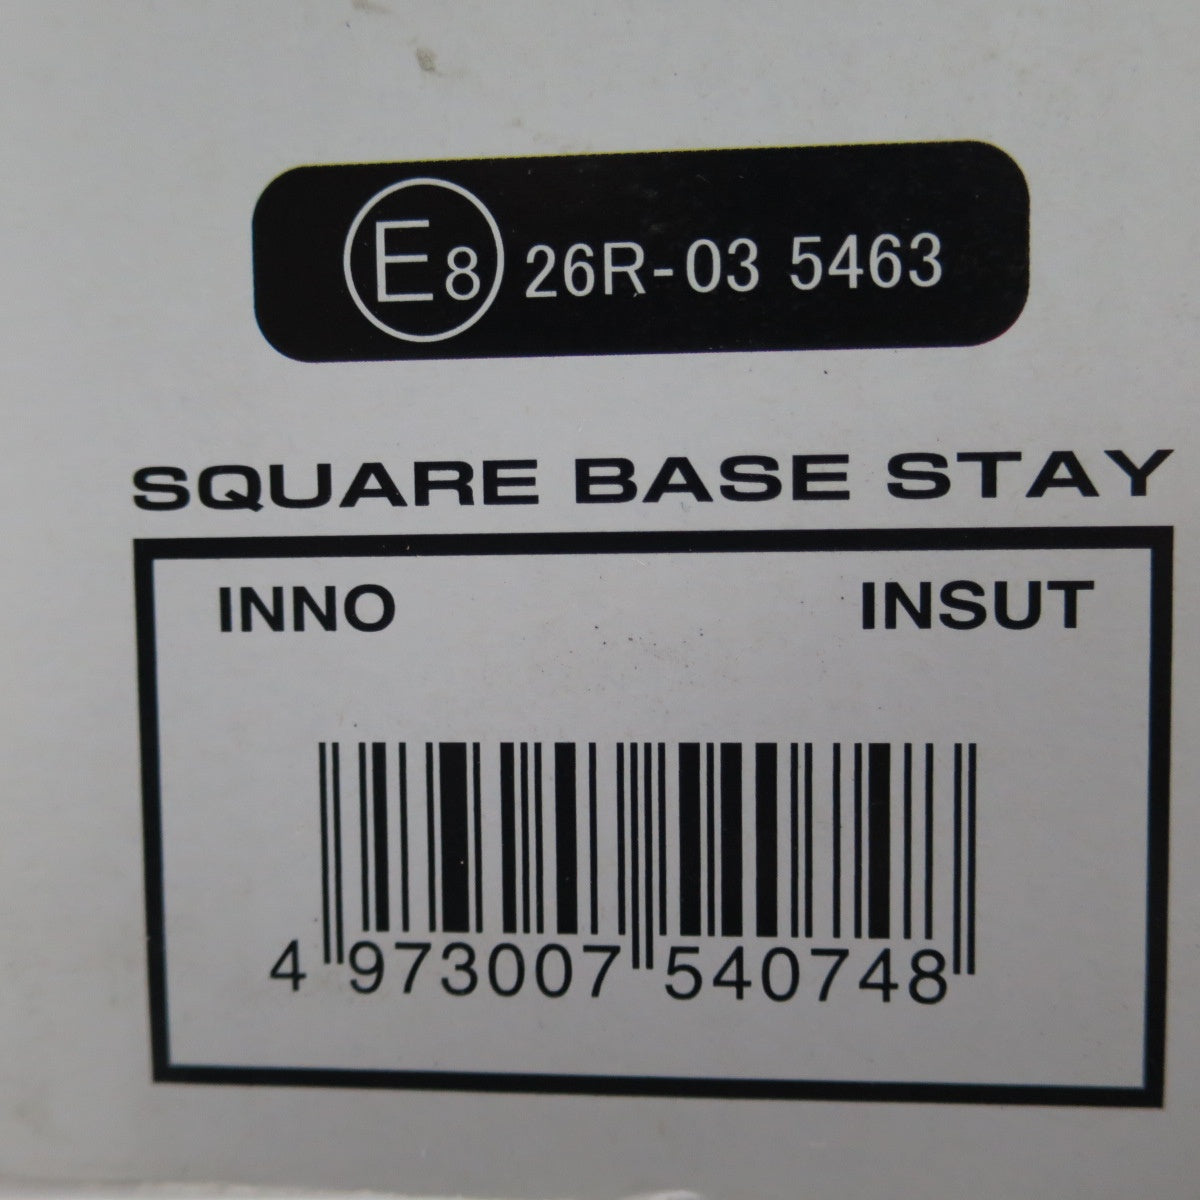 E8 26R-03 5463
SQUARE BASE STAY
INNO INSUT
4 973007 540748